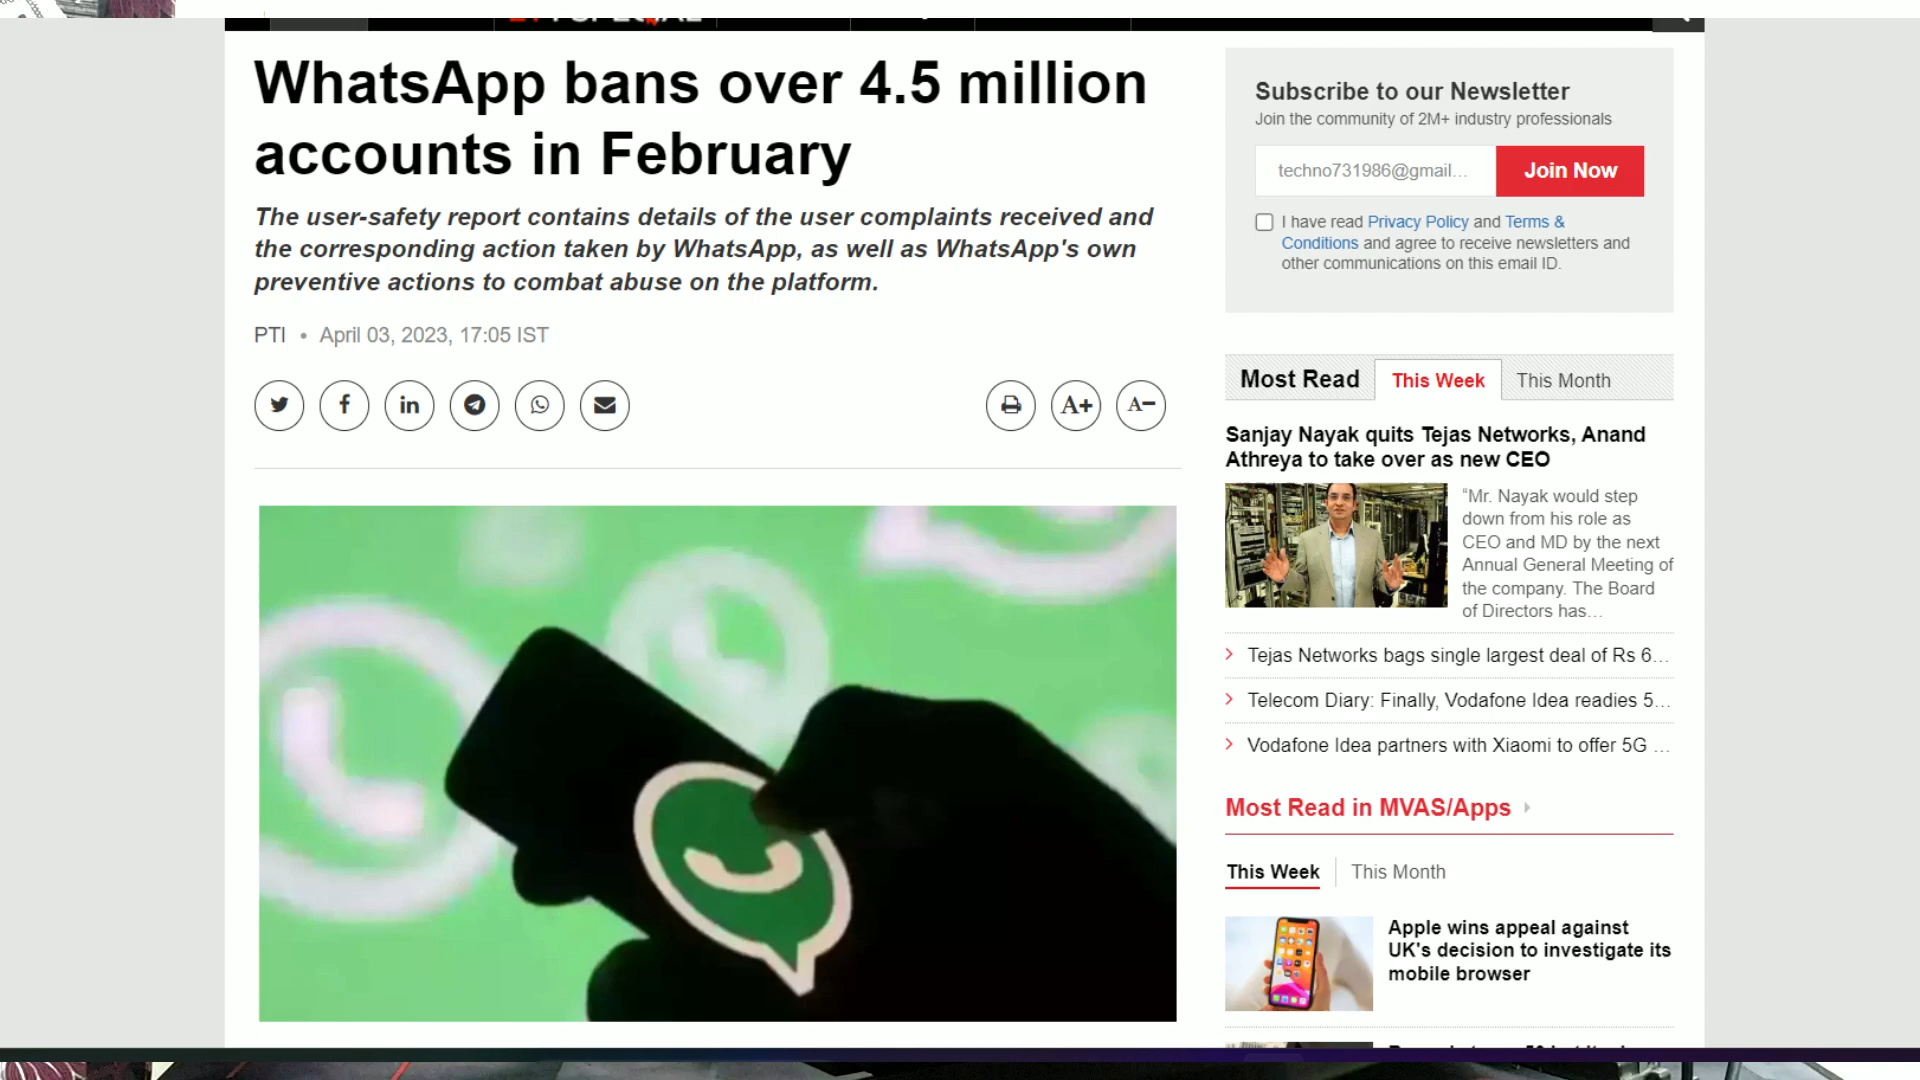 WhatsApp bans over 4.5 million
accounts in February
The user-safety report contains details of the user complaints received and
the corresponding action taken by WhatsApp, as well as WhatsApp's own
preventive actions to combat abuse on the platform.
PTI • April 03, 2023, 17:05 IST
A+
A-
Subscribe to our Newsletter
Join the community of 2M+ industry professionals
techno731986@gmail...
Join Now
I have read Privacy Policy and Terms &
Conditions and agree to receive newsletters and
other communications on this email ID.
Most Read
This Week
This Month
Sanjay Nayak quits Tejas Networks, Anand
Athreya to take over as new CEO
“Mr. Nayak would step
down from his role as
CEO and MD by the next
Annual General Meeting of
the company. The Board
of Directors has...
Tejas Networks bags single largest deal of Rs 6...
Telecom Diary: Finally, Vodafone Idea readies 5...
Vodafone Idea partners with Xiaomi to offer 5G ...
Most Read in MVAS/Apps
This Week
This Month
Apple wins appeal against
UK's decision to investigate its
mobile browser